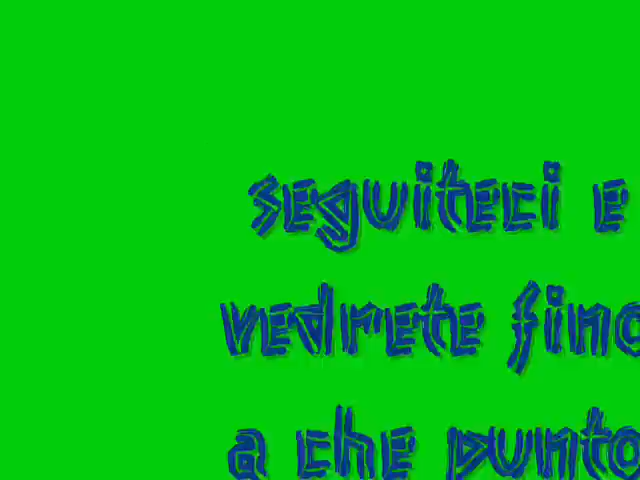 seguiteci e
vedrete fino
a che punto